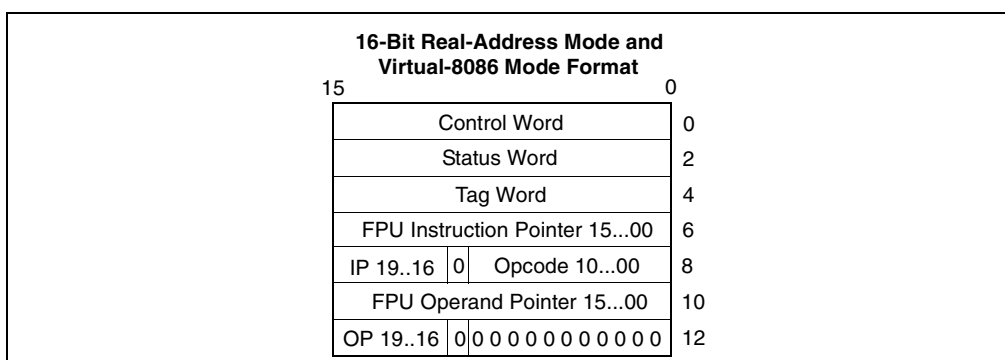 16-Bit Real-Address Mode and
Virtual-8086 Mode Format
15 0
Control Word 0
Status Word 2
Tag Word 4
FPU Instruction Pointer 15...00 6
IP 19..16 0 Opcode 10...00 8
FPU Operand Pointer 15...00 10
OP 19..16 0 0 0 0 0 0 0 0 0 0 0 0 12